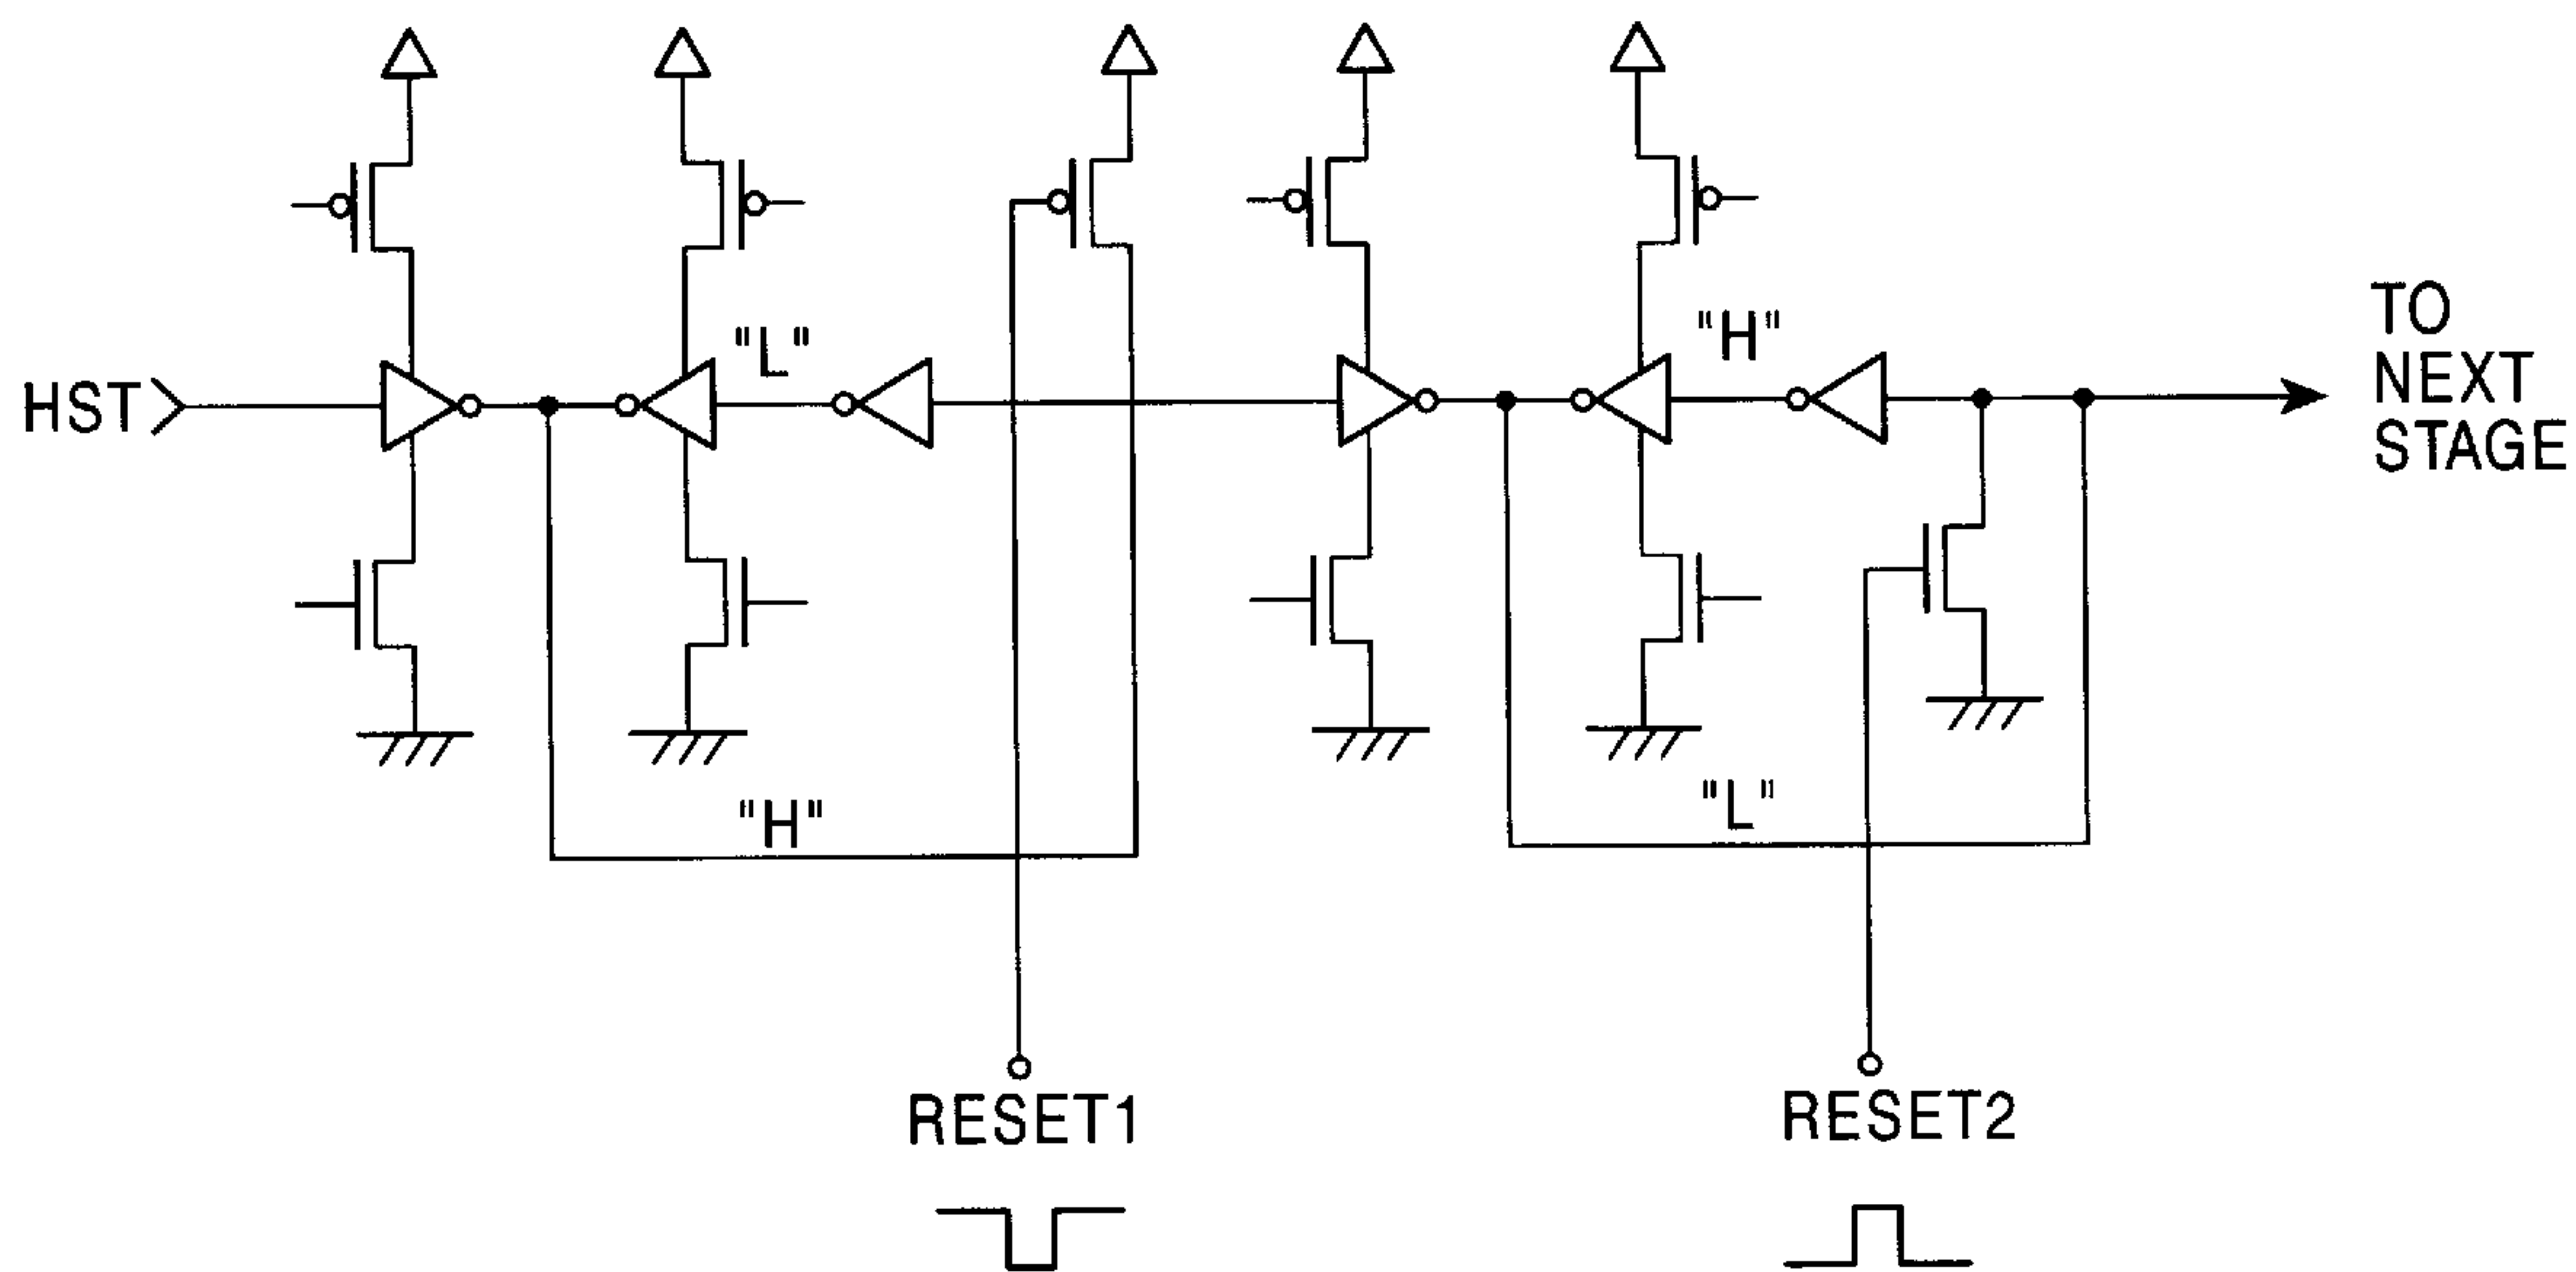 HST
"L"
"H"
"H"
"L"
TO
NEXT
STAGE
RESET1
RESET2